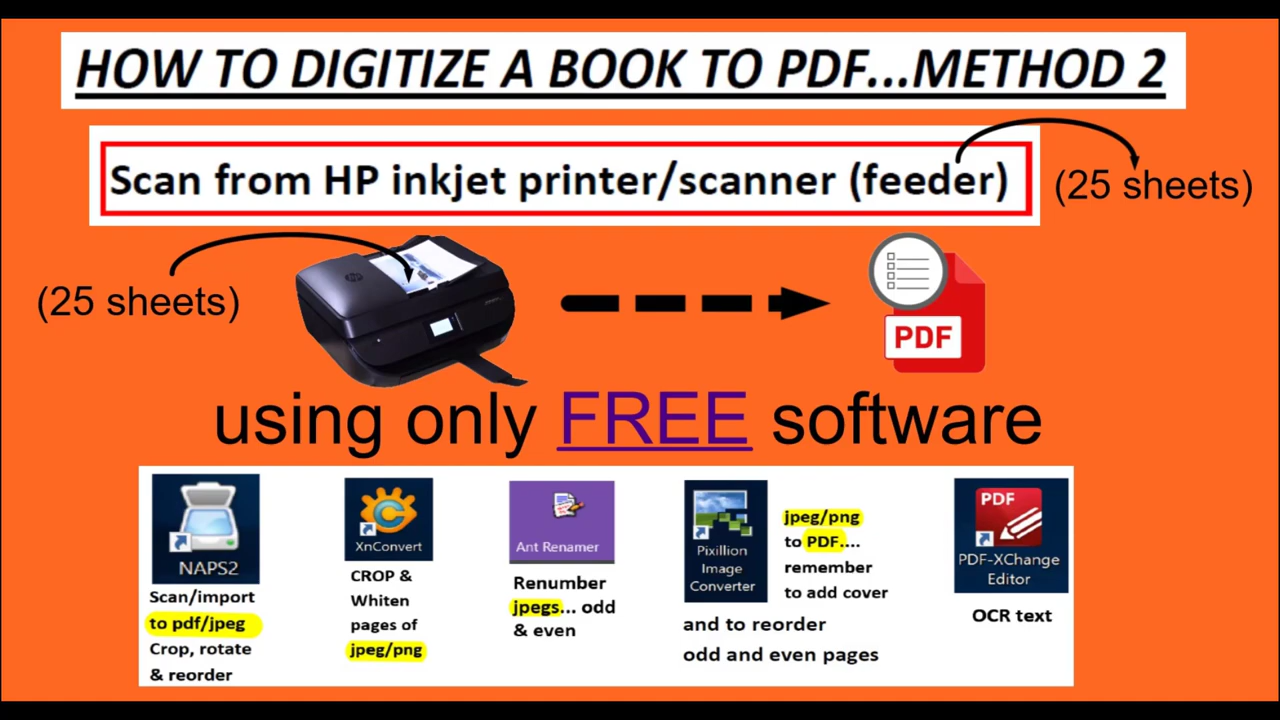 HOW TO DIGITIZE A BOOK TO PDF...METHOD 2
Scan from HP inkjet printer/scanner (feeder)
(25 sheets)
(25 sheets)
PDF
using only FREE software
NAPS2
Scan/import
to pdf/jpeg
Crop, rotate
& reorder
XnConvert
CROP &
Whiten
pages of
jpeg/png
Ant Renamer
Renumber
jpegs... odd
& even
Pixillion
Image
Converter
jpeg/png
to PDF....
remember
to add cover
and to reorder
odd and even pages
PDF
PDF-XChange
Editor
OCR text